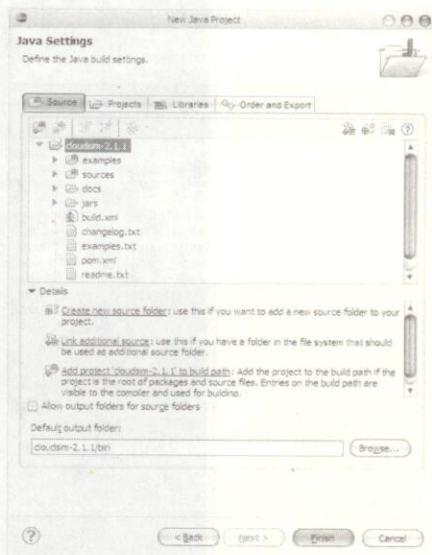 New Java Project
Java Settings
Define the Java build settings.
Source Projects Libraries Order and Export
cloudsim-2.1.1
examples
sources
docs
jars
build.xml
changelog.txt
examples.txt
pom.xml
readme.txt
Details
Create new source folder: use this if you want to add a new source folder to your
project.
Link additional source: use this if you have a folder in the file system that should
be used as additional source folder.
Add project 'cloudsim-2.1.1' to build path: Add the project to the build path if the
project is the root of packages and source files. Entries on the build path are
visible to the compiler and used for building.
Allow output folders for source folders
Default output folder:
cloudsim-2.1.1/bin
Browse...
< Back Next > Finish Cancel